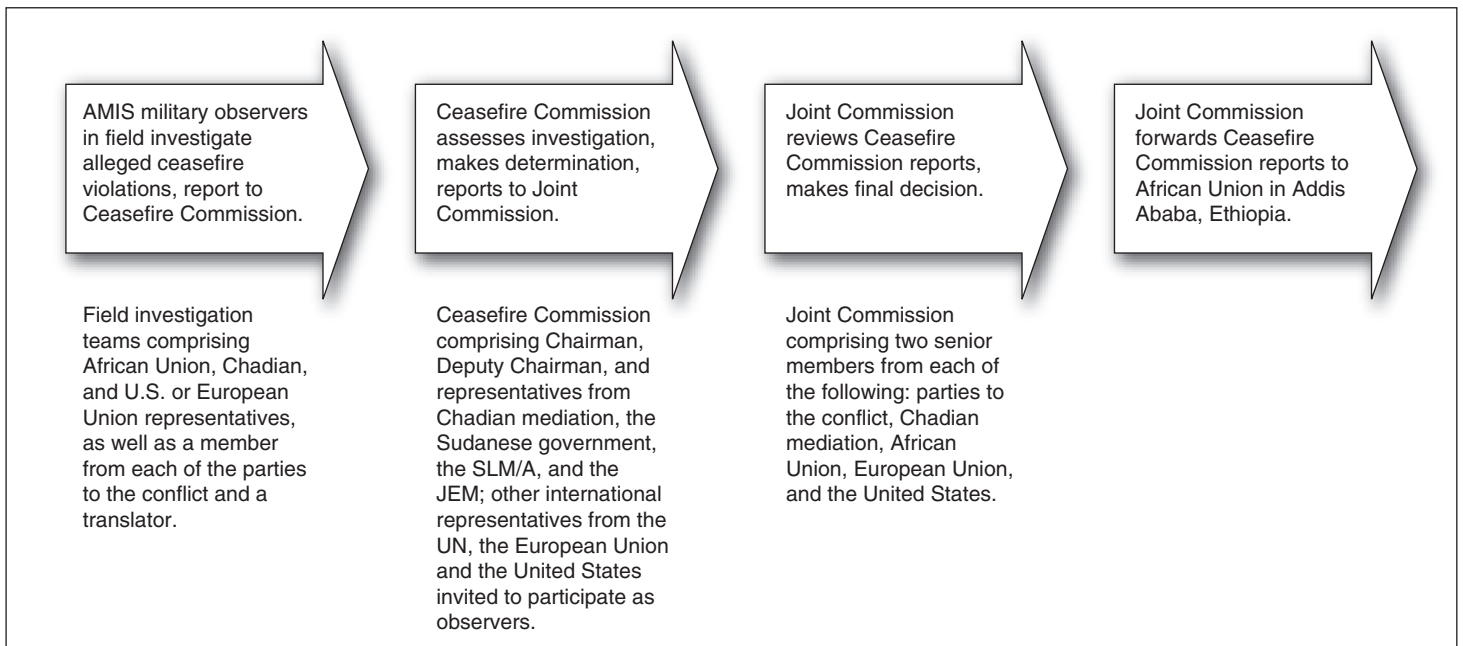 AMIS military observers
in field investigate
alleged ceasefire
violations, report to
Ceasefire Commission.
Field investigation
teams comprising
African Union, Chadian,
and U.S. or European
Union representatives,
as well as a member
from each of the parties
to the conflict and a
translator.
Ceasefire Commission
assesses investigation,
makes determination,
reports to Joint
Commission.
Ceasefire Commission
comprising Chairman,
Deputy Chairman, and
representatives from
Chadian mediation, the
Sudanese government,
the SLM/A, and the
JEM; other international
representatives from the
UN, the European Union
and the United States
invited to participate as
observers.
Joint Commission
reviews Ceasefire
Commission reports,
makes final decision.
Joint Commission
comprising two senior
members from each of
the following: parties to
the conflict, Chadian
mediation, African
Union, European Union,
and the United States.
Joint Commission
forwards Ceasefire
Commission reports to
African Union in Addis
Ababa, Ethiopia.